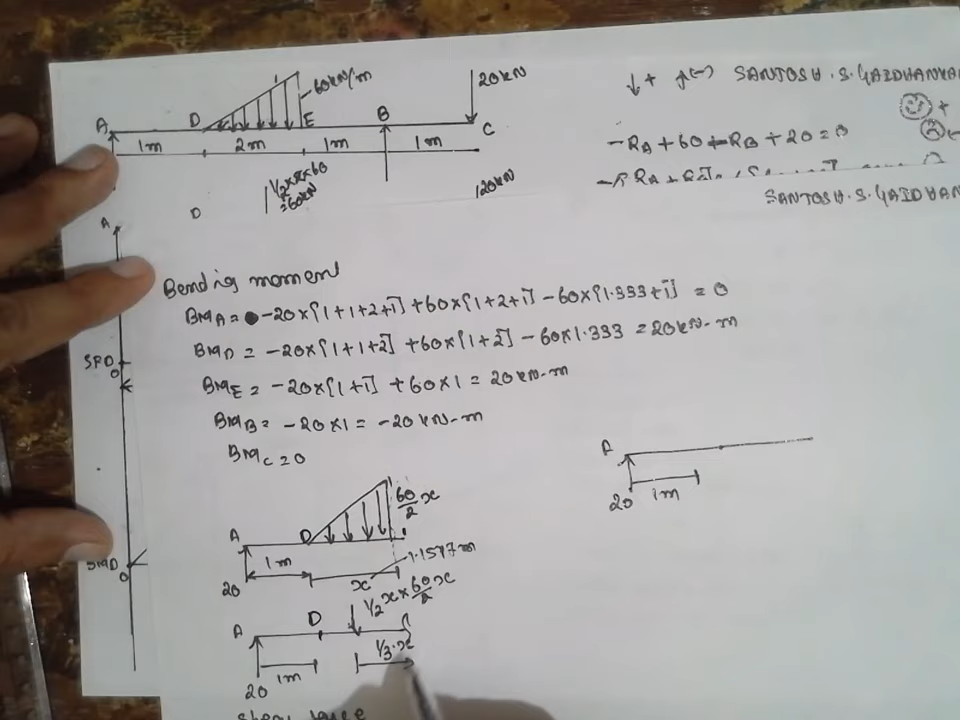 60kN/m
20kN
A D E B C
1m 2m 1m 1m
1/2×2×60
=60kN
20kN
↓+ ↑(-) SANTOSH.S.GAIDHANKA
+
-
-RA+60-RB+20=0
SANTOSH.S.GAIDHAN
D
A
Bending moment
BMA= -20×[1+1+2+1]+60×[1+2+1]-60×[1.333+1] = 0
BMD = -20×[1+1+2]+60×[1+2]-60×1.333=20kN-m
SFD
0
BME= -20×[1+1]+60×1=20kN-m
BMB= -20×1=-20kN-m
BMC=0
60/2 x
A D
1m
x
1.1547m
20
BMD
0
1/2 x × 60/2 x
A D
1/3.x
1m
20
A
1m
20